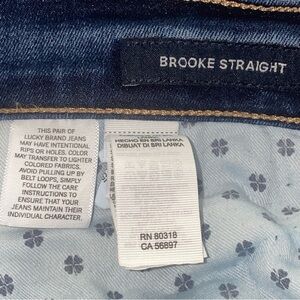 BROOKE STRAIGHT
THIS PAIR OF
LUCKY BRAND JEANS
MAY HAVE INTENTIONAL
RIPS OR HOLES. COLOR
MAY TRANSFER TO LIGHTER
COLORED FABRICS.
AVOID PULLING UP BY
BELT LOOPS, SIMPLY
FOLLOW THE CARE
INSTRUCTIONS TO
ENSURE THAT YOUR
JEANS MAINTAIN THEIR
INDIVIDUAL CHARACTER.
HECHO EN SRI LANKA
DIBUAT DI SRI LANKA
RN 80318
CA 56897